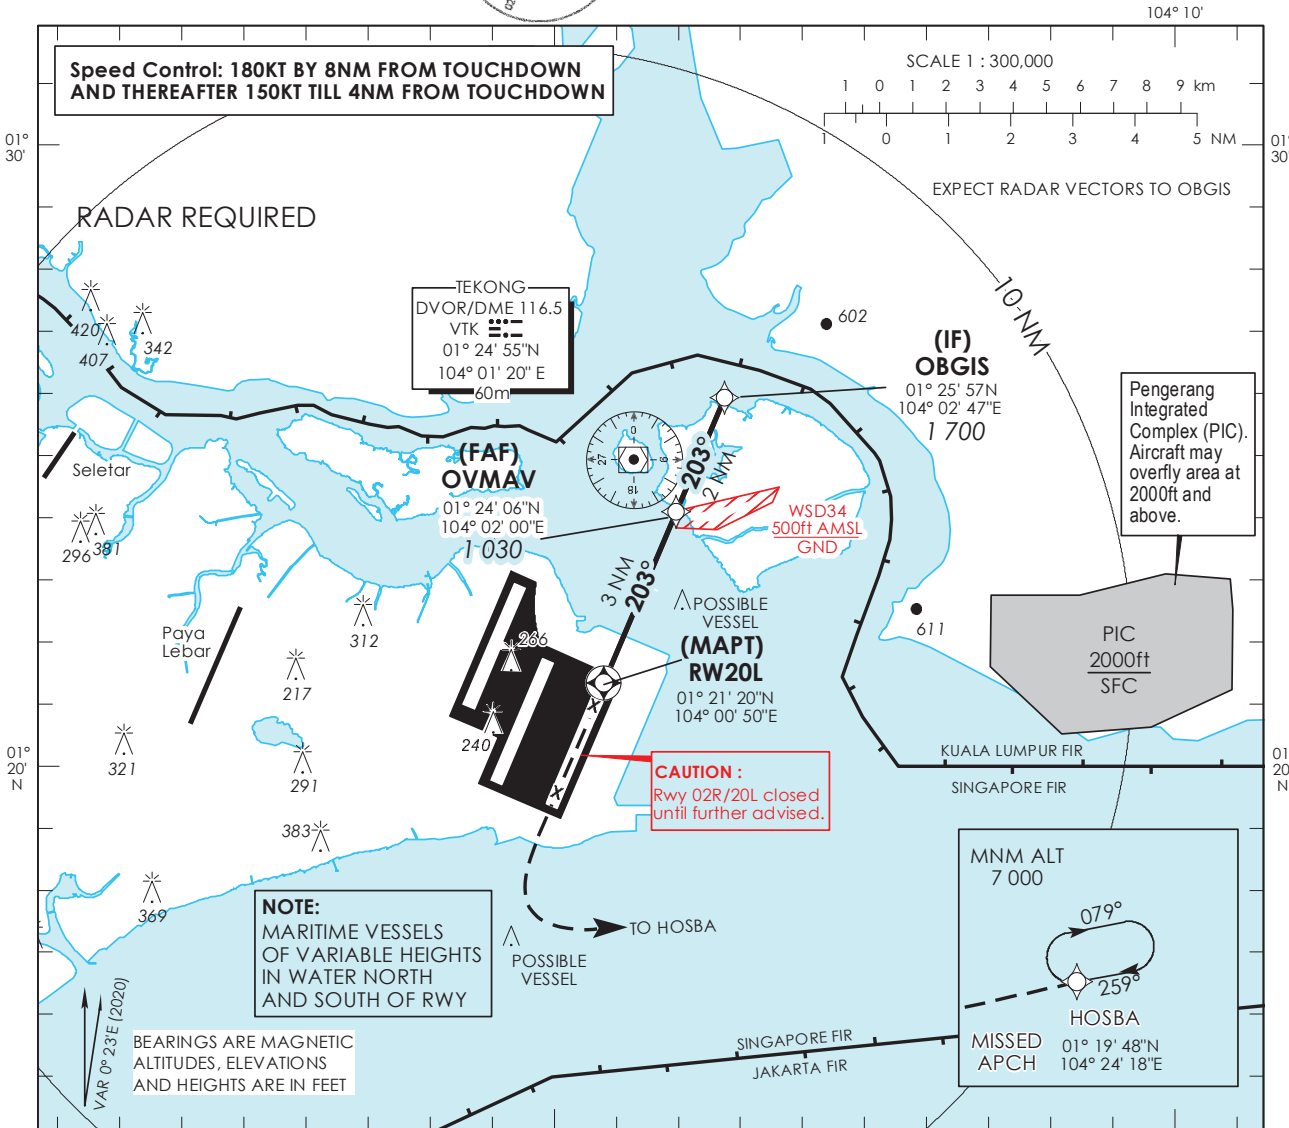 104° 10'
Speed Control: 180KT BY 8NM FROM TOUCHDOWN
AND THEREAFTER 150KT TILL 4NM FROM TOUCHDOWN
SCALE 1 : 300,000
1 0 1 2 3 4 5 6 7 8 9 km
1 0 1 2 3 4 5 NM
01°
30'
01°
30'
EXPECT RADAR VECTORS TO OBGIS
RADAR REQUIRED
10 NM
TEKONG
DVOR/DME 116.5
VTK
01° 24' 55"N
104° 01' 20" E
60m
420
407
342
602
(IF)
OBGIS
01° 25' 57N
104° 02' 47"E
1 700
Pengerang
Integrated
Complex (PIC).
Aircraft may
overfly area at
2000ft and
above.
Seletar
(FAF)
OVMAV
01° 24' 06"N
104° 02' 00"E
1 030
0
9
18
27
203°
2 NM
WSD34
500ft AMSL
GND
296
381
3 NM
203°
POSSIBLE
VESSEL
611
312
Paya
Lebar
266
(MAPT)
RW20L
01° 21' 20"N
104° 00' 50"E
PIC
2000ft
SFC
217
X
240
321
291
X
01°
20'
N
01°
20'
N
KUALA LUMPUR FIR
SINGAPORE FIR
CAUTION :
Rwy 02R/20L closed
until further advised.
383
369
NOTE:
MARITIME VESSELS
OF VARIABLE HEIGHTS
IN WATER NORTH
AND SOUTH OF RWY
TO HOSBA
POSSIBLE
VESSEL
MNM ALT
7 000
079°
259°
HOSBA
01° 19' 48"N
104° 24' 18"E
MISSED
APCH
VAR 0° 23'E (2020)
BEARINGS ARE MAGNETIC
ALTITUDES, ELEVATIONS
AND HEIGHTS ARE IN FEET
SINGAPORE FIR
JAKARTA FIR